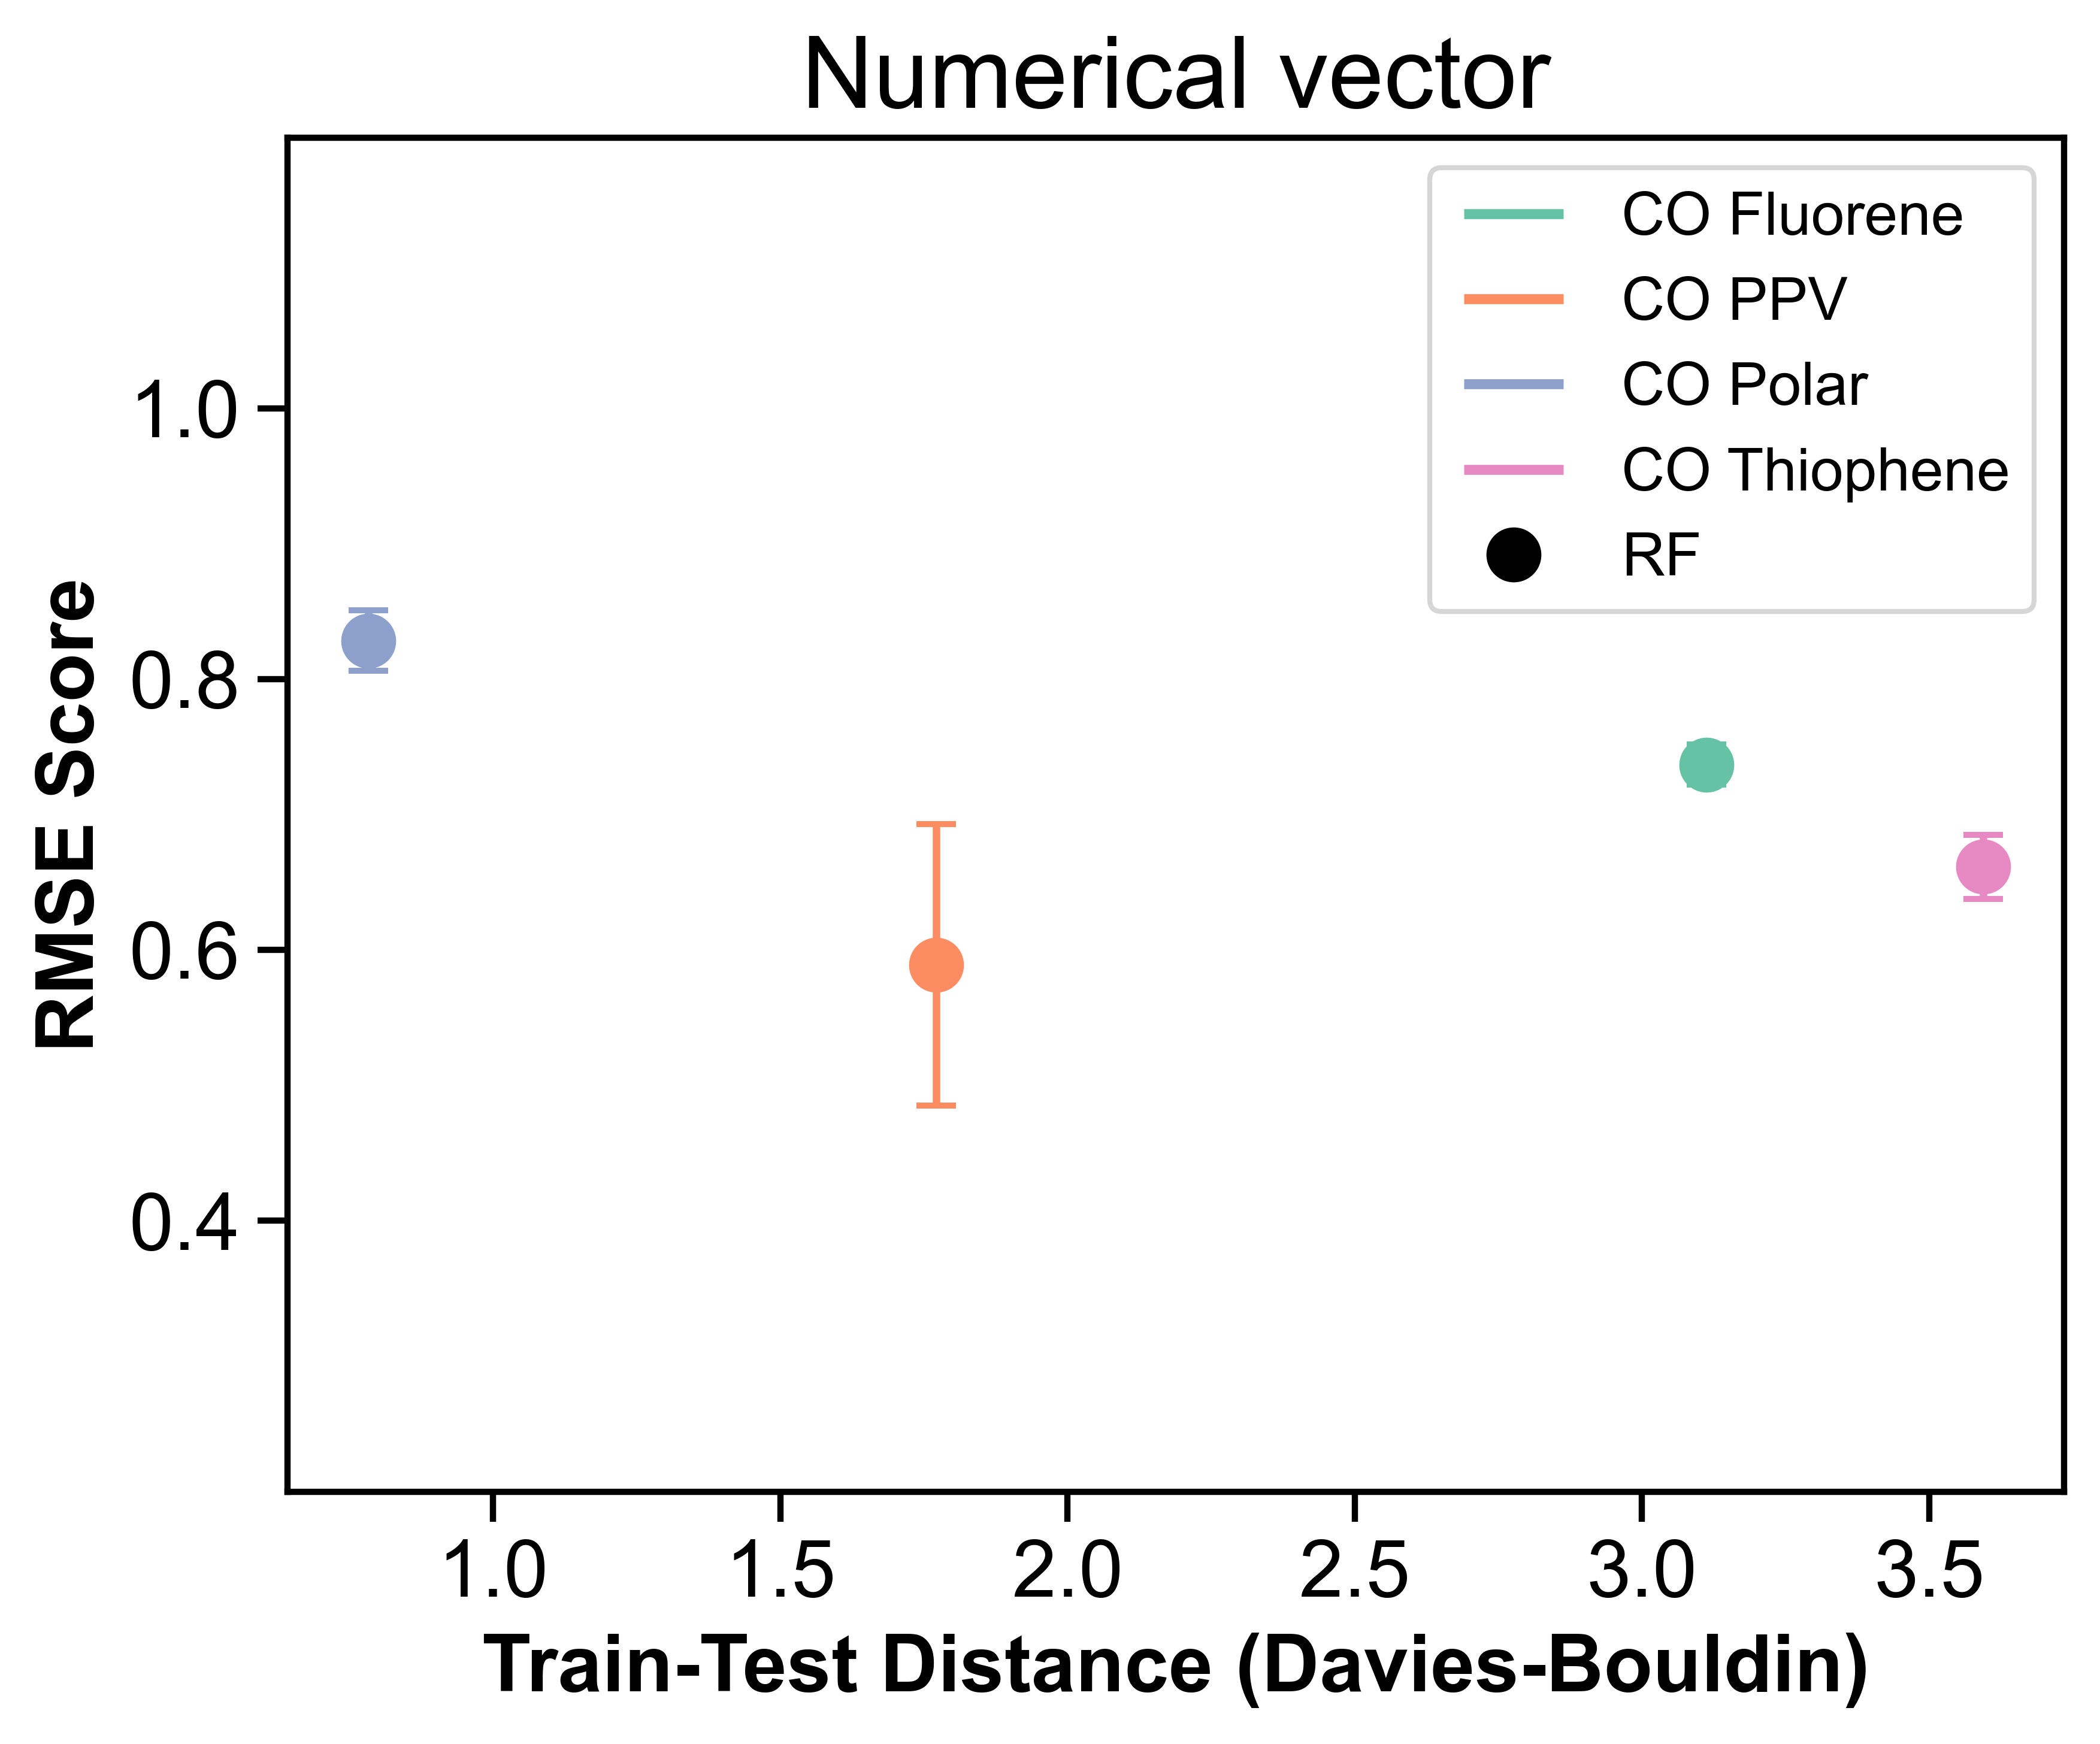 Numerical vector
CO Fluorene
CO PPV
CO Polar
CO Thiophene
RF
RMSE Score
1.0
0.8
0.6
0.4
1.0 1.5 2.0 2.5 3.0 3.5
Train-Test Distance (Davies-Bouldin)